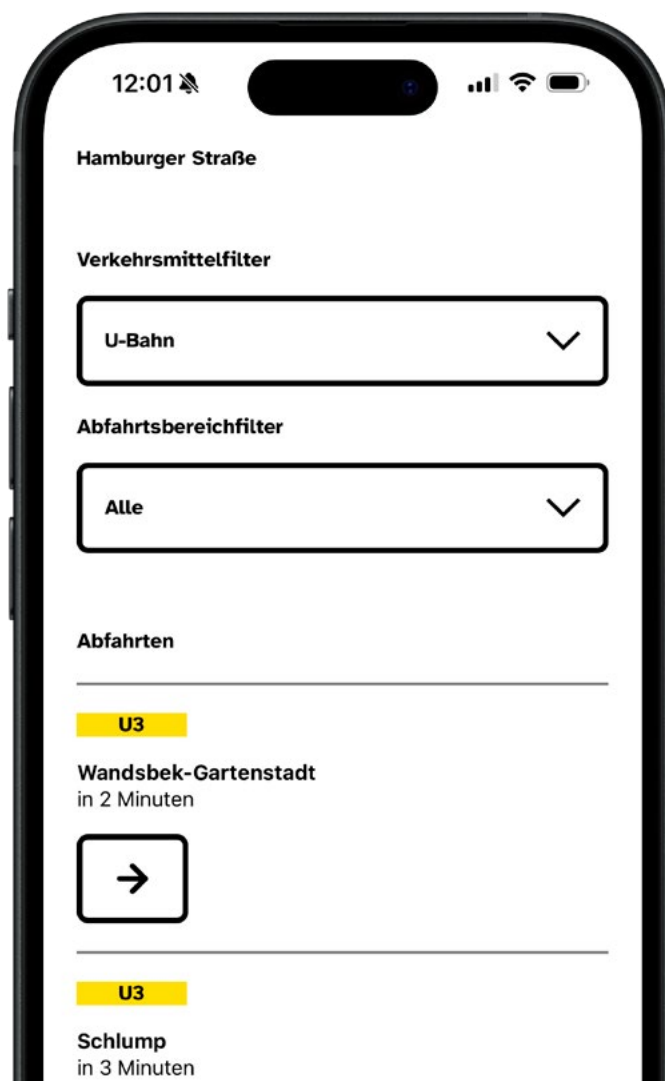 12:01
Hamburger Straße
Verkehrsmittelfilter
U-Bahn
Abfahrtsbereichfilter
Alle
Abfahrten
U3
Wandsbek-Gartenstadt
in 2 Minuten
U3
Schlump
in 3 Minuten